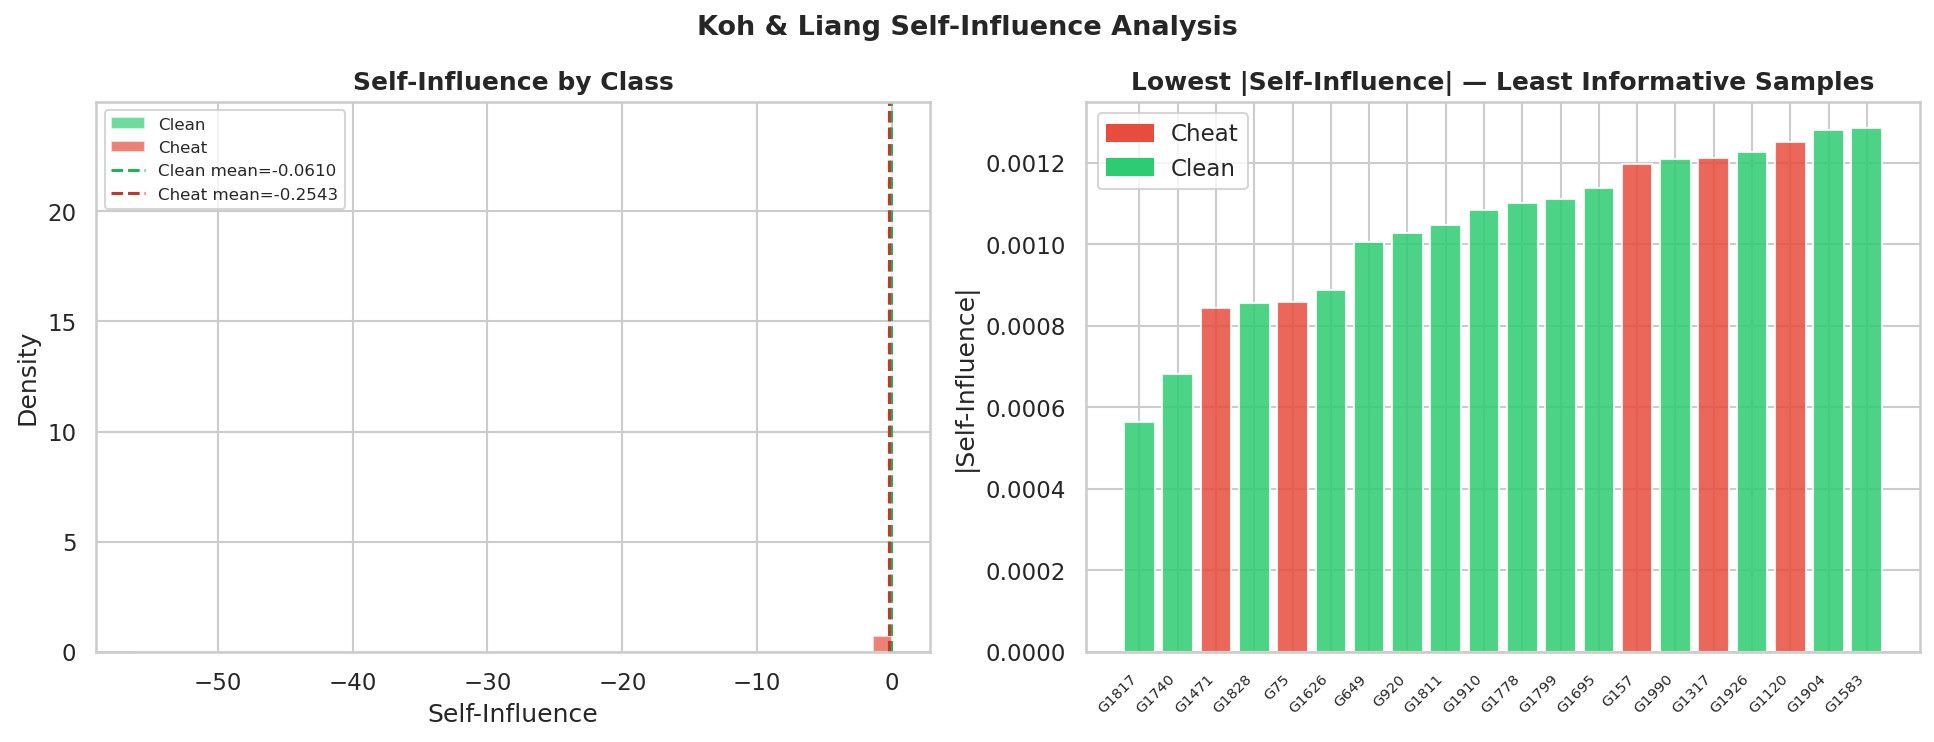 Koh & Liang Self-Influence Analysis
Self-Influence by Class
Clean
Cheat
Clean mean=-0.0610
Cheat mean=-0.2543
Density
20
15
10
5
0
−50
−40
−30
−20
−10
0
Self-Influence
Lowest |Self-Influence| — Least Informative Samples
Cheat
Clean
|Self-Influence|
0.0012
0.0010
0.0008
0.0006
0.0004
0.0002
0.0000
G1817
G1740
G1471
G1828
G75
G1626
G649
G920
G1811
G1910
G1778
G1799
G1695
G157
G1990
G1317
G1926
G1120
G1904
G1583